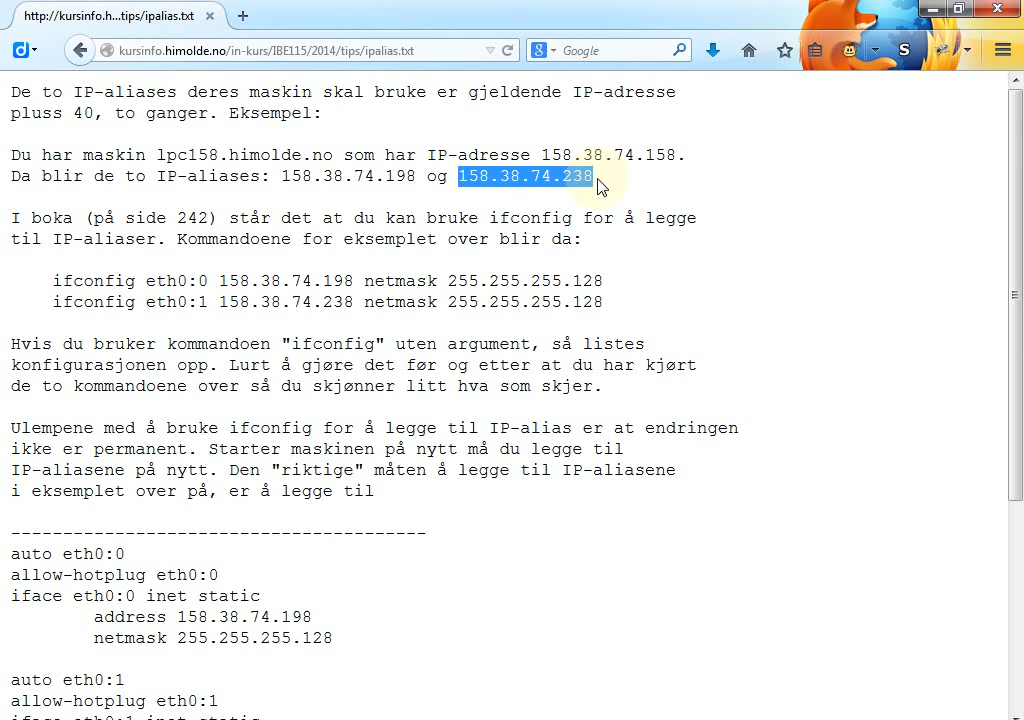 http://kursinfo.h...tips/ipalias.txt
kursinfo.himolde.no/in-kurs/IBE115/2014/tips/ipalias.txt
Google
De to IP-aliases deres maskin skal bruke er gjeldende IP-adresse
pluss 40, to ganger. Eksempel:
Du har maskin lpc158.himolde.no som har IP-adresse 158.38.74.158.
Da blir de to IP-aliases: 158.38.74.198 og 158.38.74.238
I boka (på side 242) står det at du kan bruke ifconfig for å legge
til IP-aliaser. Kommandoene for eksemplet over blir da:
ifconfig eth0:0 158.38.74.198 netmask 255.255.255.128
ifconfig eth0:1 158.38.74.238 netmask 255.255.255.128
Hvis du bruker kommandoen "ifconfig" uten argument, så listes
konfigurasjonen opp. Lurt å gjøre det før og etter at du har kjørt
de to kommandoene over så du skjønner litt hva som skjer.
Ulempene med å bruke ifconfig for å legge til IP-alias er at endringen
ikke er permanent. Starter maskinen på nytt må du legge til
IP-aliasene på nytt. Den "riktige" måten å legge til IP-aliasene
i eksemplet over på, er å legge til
----------------------------------------
auto eth0:0
allow-hotplug eth0:0
iface eth0:0 inet static
address 158.38.74.198
netmask 255.255.255.128
auto eth0:1
allow-hotplug eth0:1
iface eth0:1 inet static